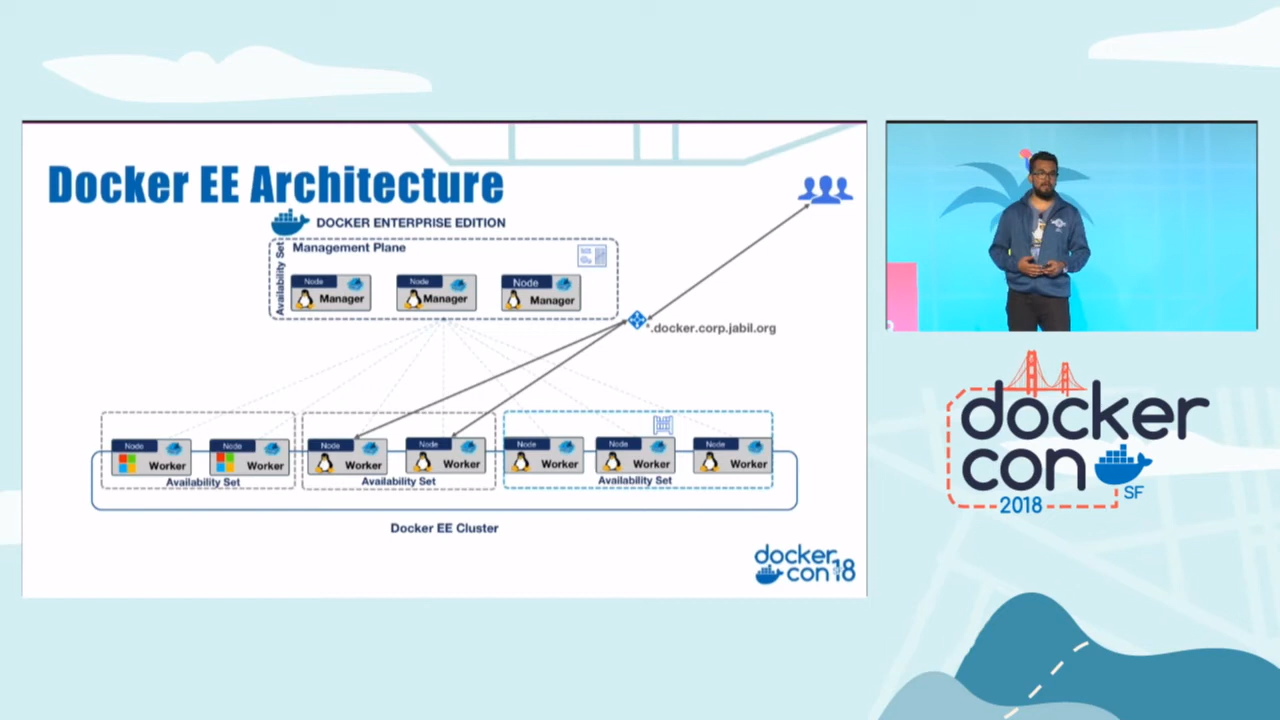 Docker EE Architecture
DOCKER ENTERPRISE EDITION
Management Plane
Availability Set
Node
Manager
Node
Manager
Node
Manager
*.docker.corp.jabil.org
Node
Worker
Node
Worker
Node
Worker
Node
Worker
Node
Worker
Node
Worker
Node
Worker
Availability Set
Availability Set
Availability Set
Docker EE Cluster
docker
con 18
docker
con
SF
2018